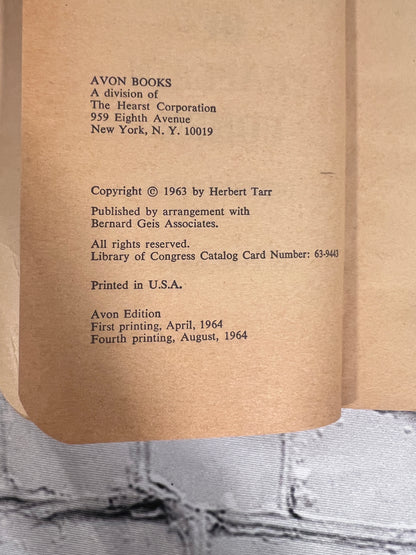 AVON BOOKS
A division of
The Hearst Corporation
959 Eighth Avenue
New York, N. Y. 10019
Copyright © 1963 by Herbert Tarr
Published by arrangement with
Bernard Geis Associates.
All rights reserved.
Library of Congress Catalog Card Number: 63-9443
Printed in U.S.A.
Avon Edition
First printing, April, 1964
Fourth printing, August, 1964